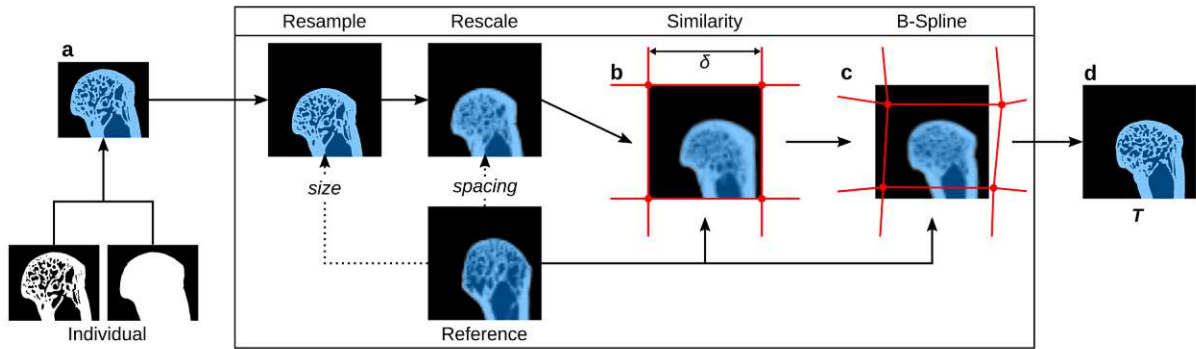 Resample
Rescale
Similarity
B-Spline
a
b
δ
c
d
size
spacing
T
Individual
Reference